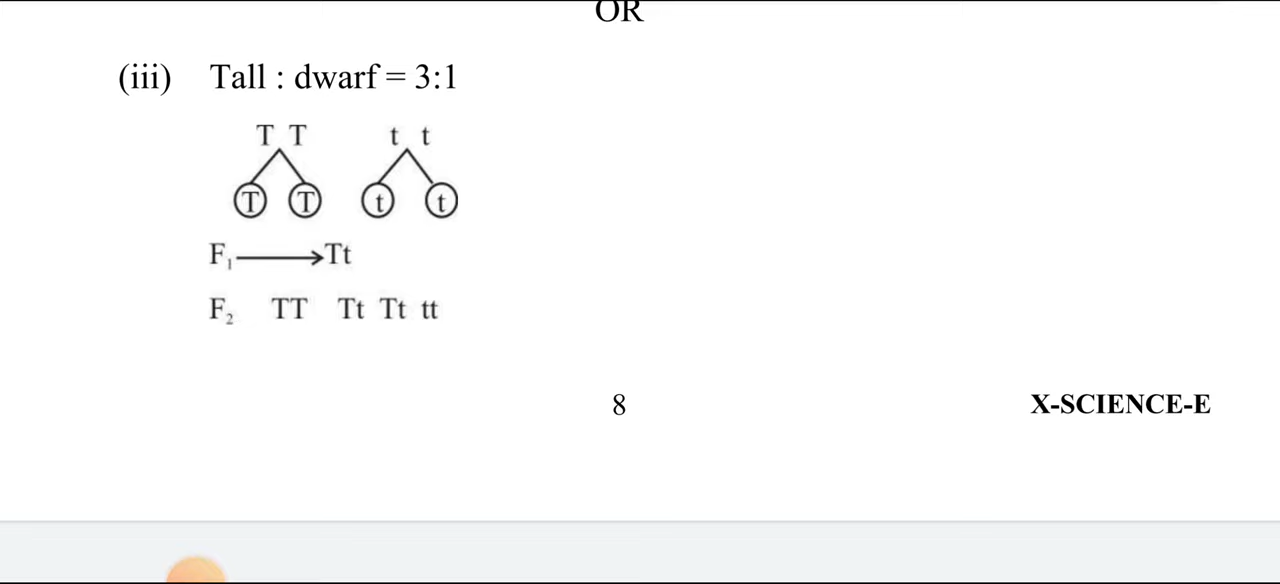 OR
(iii) Tall : dwarf = 3:1
T T t t
T T t t
F₁ ⟶ Tt
F₂ TT Tt Tt tt
8 X-SCIENCE-E